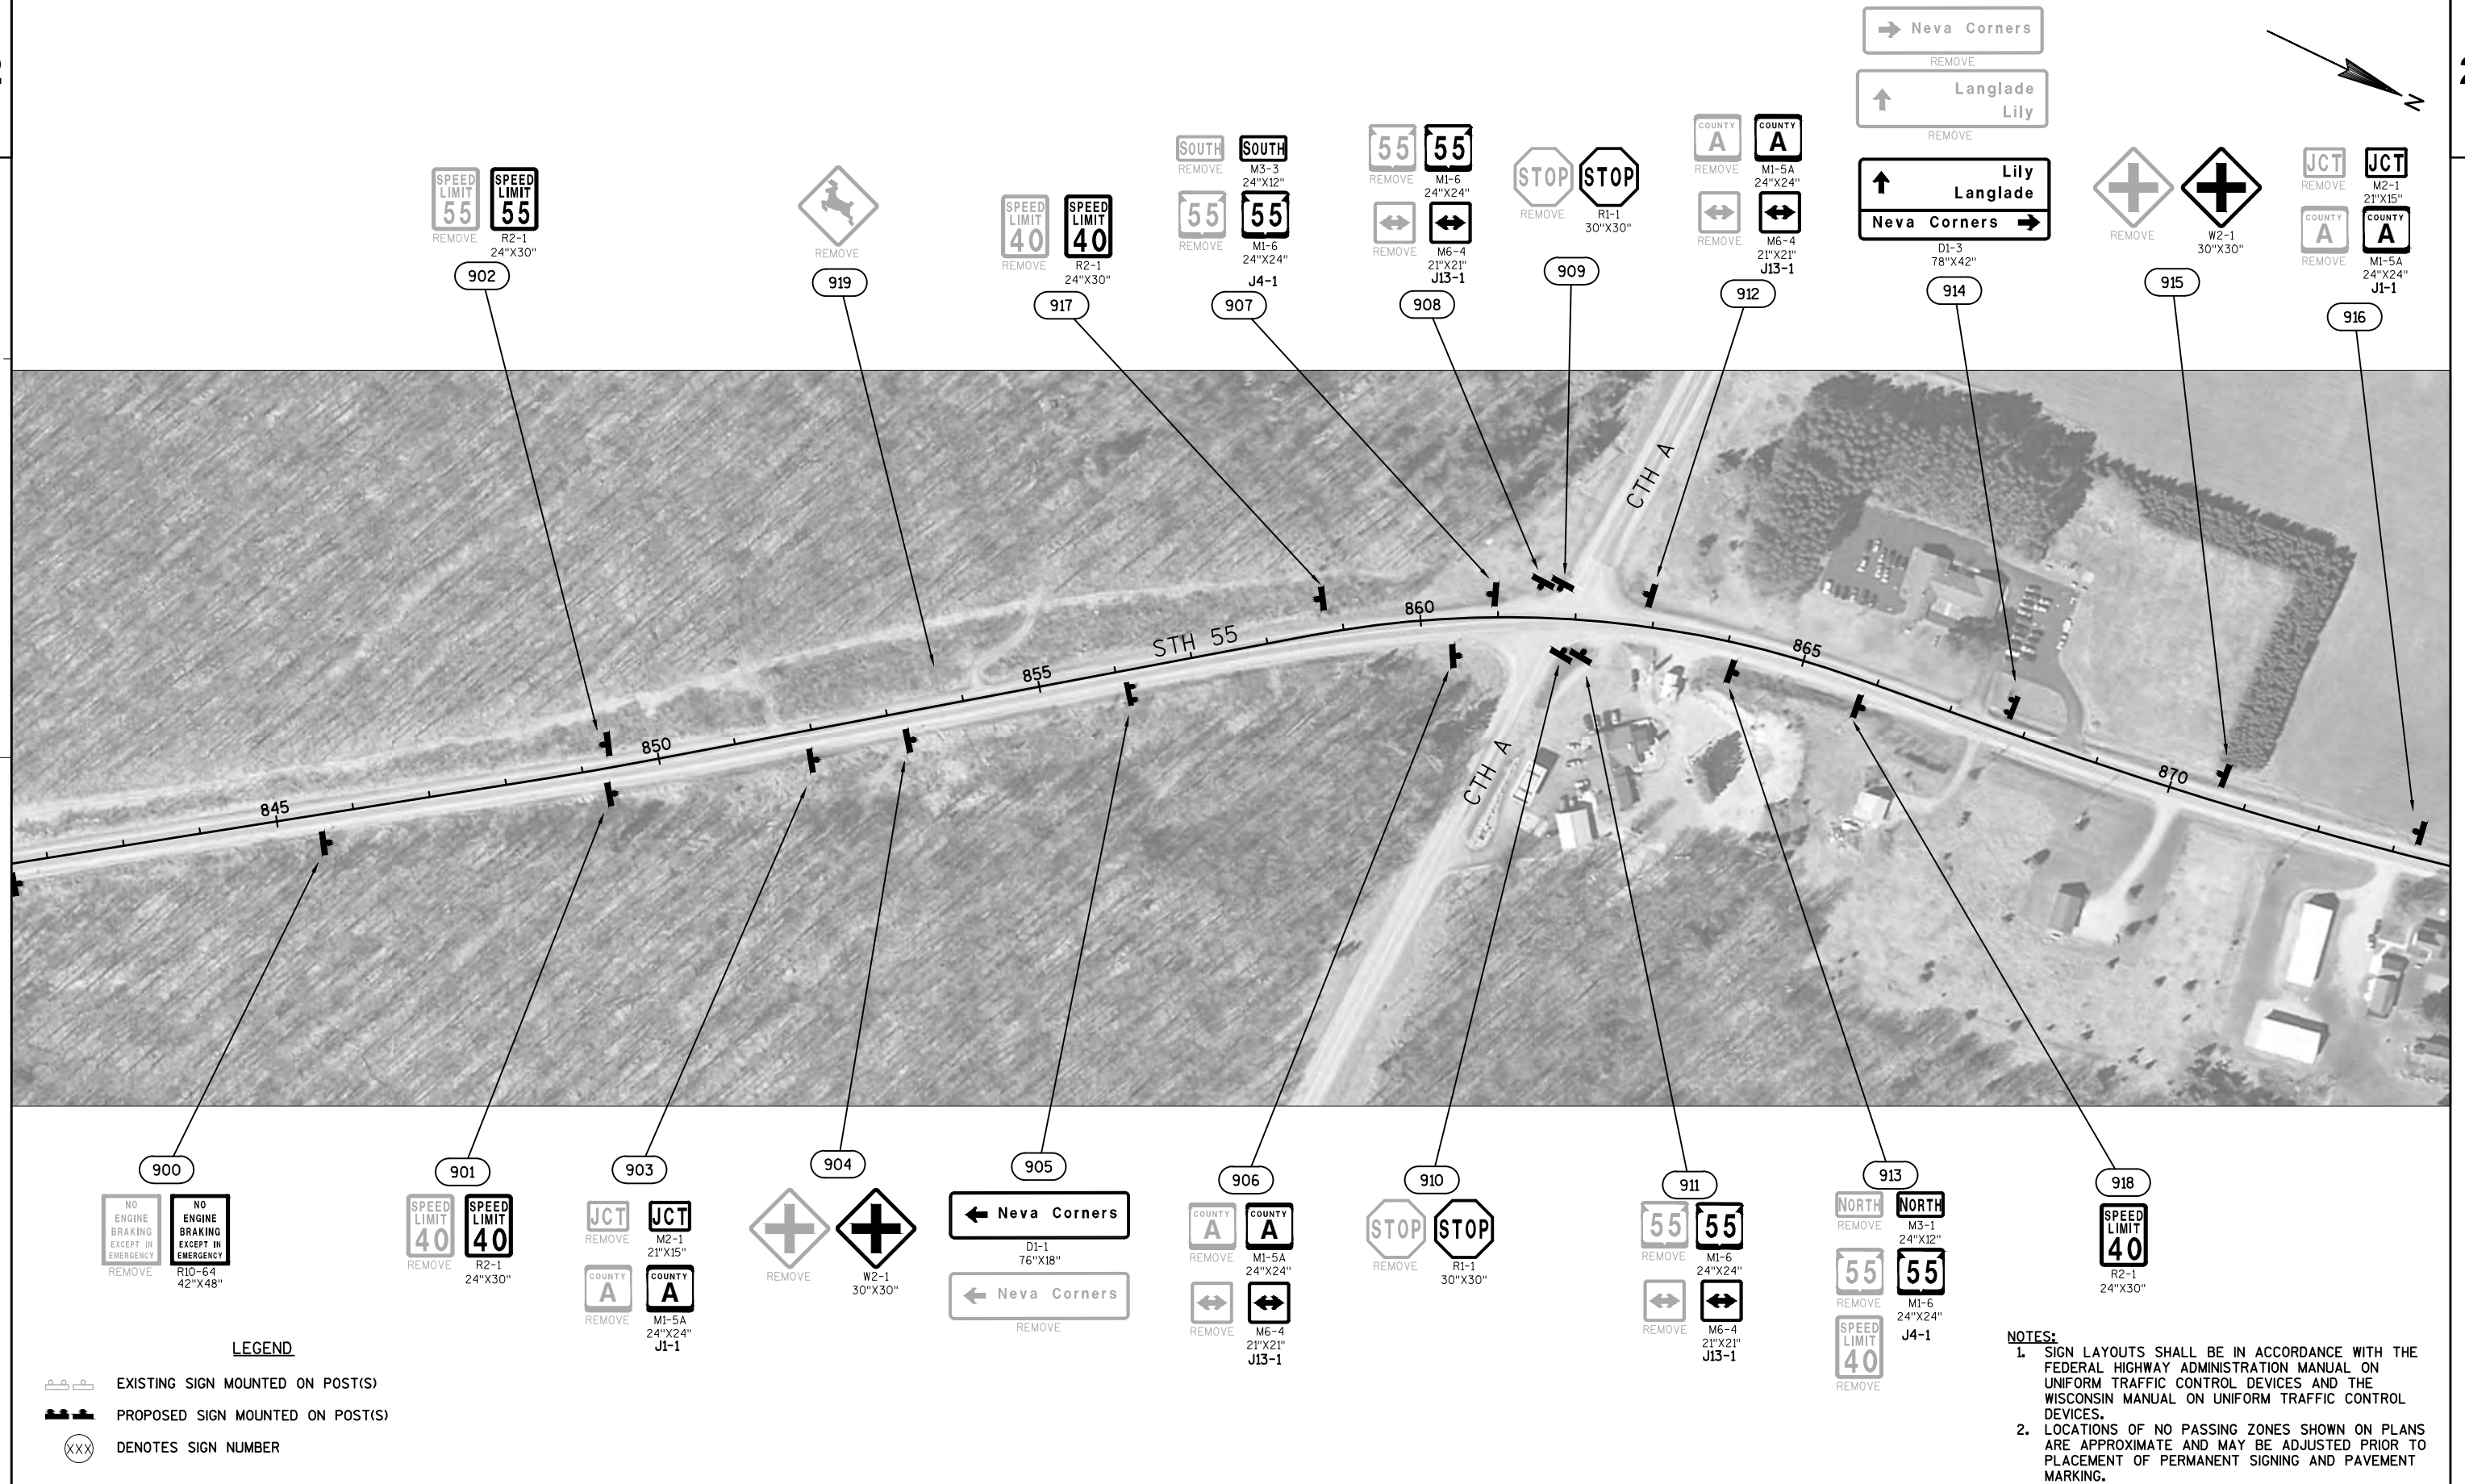 Neva Corners
REMOVE
Langlade
Lily
REMOVE
N
SPEED LIMIT 55
REMOVE
SPEED LIMIT 55
R2-1
24"X30"
902
REMOVE
919
SPEED LIMIT 40
REMOVE
SPEED LIMIT 40
R2-1
24"X30"
917
SOUTH
REMOVE
SOUTH
M3-3
24"X12"
55
REMOVE
55
M1-6
24"X24"
J4-1
907
55
REMOVE
55
M1-6
24"X24"
REMOVE
M6-4
21"X21"
J13-1
908
STOP
REMOVE
STOP
R1-1
30"X30"
909
COUNTY A
REMOVE
COUNTY A
M1-5A
24"X24"
REMOVE
M6-4
21"X21"
J13-1
912
Lily
Langlade
Neva Corners
D1-3
78"X42"
914
REMOVE
W2-1
30"X30"
915
JCT
REMOVE
JCT
M2-1
21"X15"
COUNTY A
REMOVE
COUNTY A
M1-5A
24"X24"
J1-1
916
CTH A
STH 55
CTH A
845
850
855
860
865
870
900
NO ENGINE BRAKING EXCEPT IN EMERGENCY
REMOVE
NO ENGINE BRAKING EXCEPT IN EMERGENCY
R10-64
42"X48"
901
SPEED LIMIT 40
REMOVE
SPEED LIMIT 40
R2-1
24"X30"
903
JCT
REMOVE
JCT
M2-1
21"X15"
COUNTY A
REMOVE
COUNTY A
M1-5A
24"X24"
J1-1
904
REMOVE
W2-1
30"X30"
905
Neva Corners
D1-1
76"X18"
Neva Corners
REMOVE
906
COUNTY A
REMOVE
COUNTY A
M1-5A
24"X24"
REMOVE
M6-4
21"X21"
J13-1
910
STOP
REMOVE
STOP
R1-1
30"X30"
911
55
REMOVE
55
M1-6
24"X24"
REMOVE
M6-4
21"X21"
J13-1
913
NORTH
REMOVE
NORTH
M3-1
24"X12"
55
REMOVE
55
M1-6
24"X24"
J4-1
SPEED LIMIT 40
REMOVE
918
SPEED LIMIT 40
R2-1
24"X30"
LEGEND
EXISTING SIGN MOUNTED ON POST(S)
PROPOSED SIGN MOUNTED ON POST(S)
XXX DENOTES SIGN NUMBER
NOTES:
1. SIGN LAYOUTS SHALL BE IN ACCORDANCE WITH THE
FEDERAL HIGHWAY ADMINISTRATION MANUAL ON
UNIFORM TRAFFIC CONTROL DEVICES AND THE
WISCONSIN MANUAL ON UNIFORM TRAFFIC CONTROL
DEVICES.
2. LOCATIONS OF NO PASSING ZONES SHOWN ON PLANS
ARE APPROXIMATE AND MAY BE ADJUSTED PRIOR TO
PLACEMENT OF PERMANENT SIGNING AND PAVEMENT
MARKING.